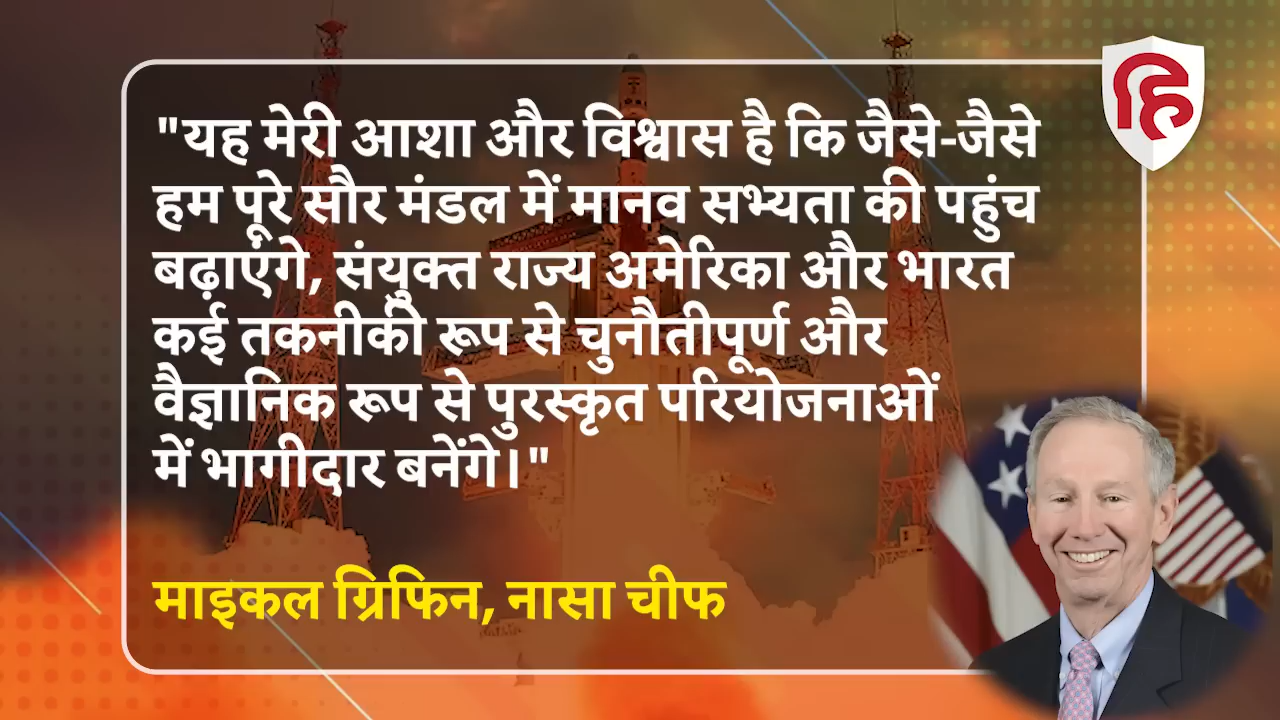 "यह मेरी आशा और विश्वास है कि जैसे-जैसे
हम पूरे सौर मंडल में मानव सभ्यता की पहुंच
बढ़ाएंगे, संयुक्त राज्य अमेरिका और भारत
कई तकनीकी रूप से चुनौतीपूर्ण और
वैज्ञानिक रूप से पुरस्कृत परियोजनाओं
में भागीदार बनेंगे।"
माइकल ग्रिफिन, नासा चीफ
हि